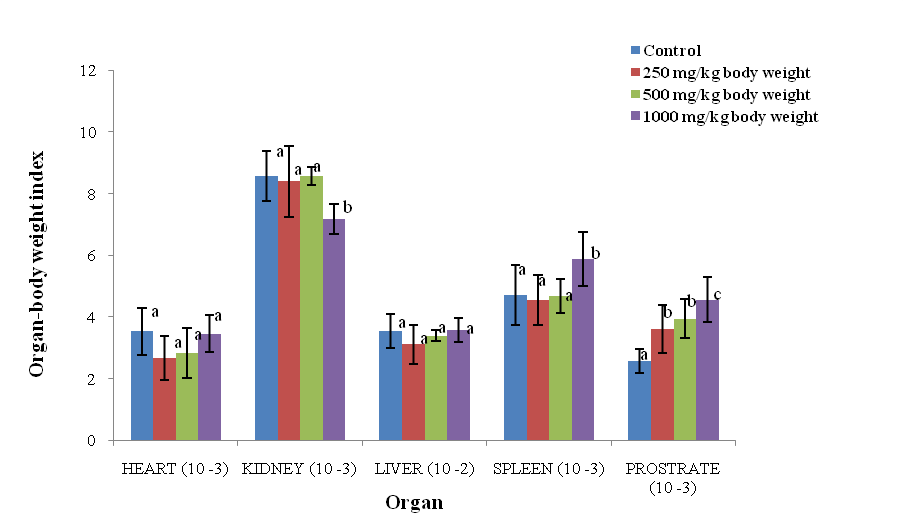 Control
250 mg/kg body weight
500 mg/kg body weight
1000 mg/kg body weight
Organ-body weight index
12
10
8
6
4
2
0
a a a a
a a a b
a a a a
a a a b
a b b c
HEART (10 -3) KIDNEY (10 -3) LIVER (10 -2) SPLEEN (10 -3) PROSTRATE
(10 -3)
Organ